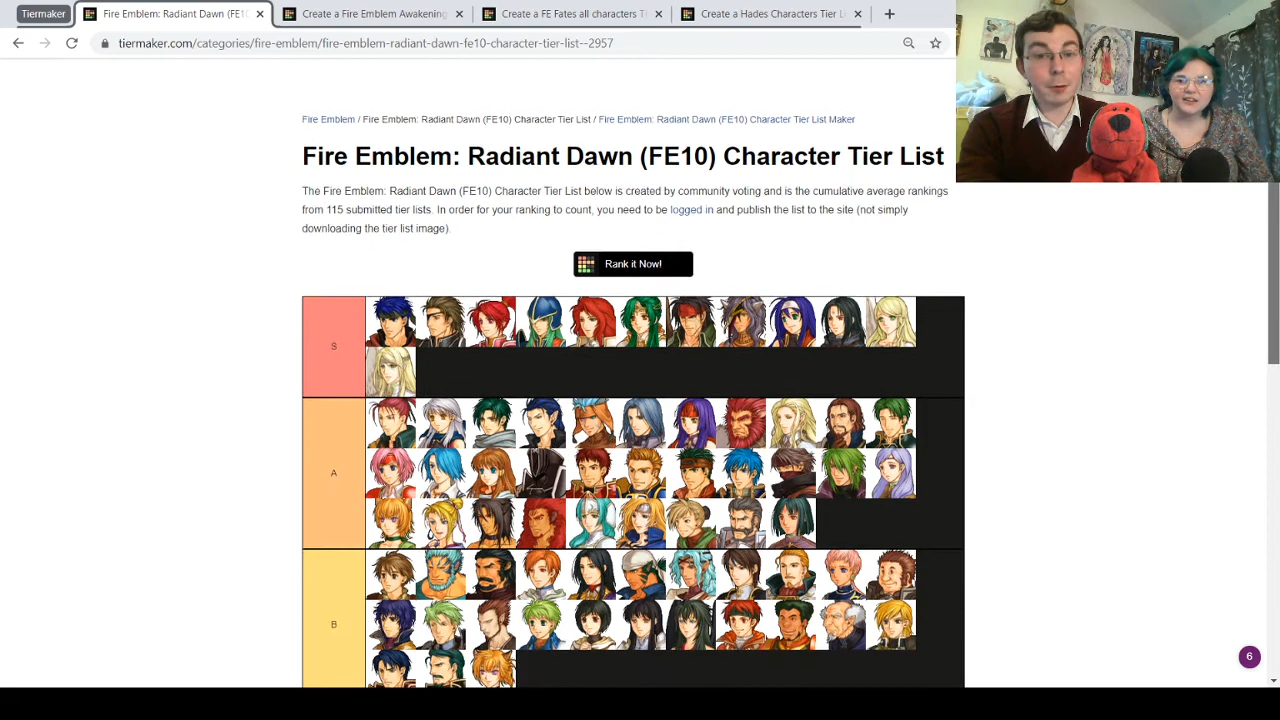 Tiermaker
Fire Emblem: Radiant Dawn (FE10
Create a Fire Emblem Awakening
Create a FE Fates all characters T
Create a Hades Characters Tier L
tiermaker.com/categories/fire-emblem/fire-emblem-radiant-dawn-fe10-character-tier-list--2957
Fire Emblem / Fire Emblem: Radiant Dawn (FE10) Character Tier List / Fire Emblem: Radiant Dawn (FE10) Character Tier List Maker
Fire Emblem: Radiant Dawn (FE10) Character Tier List
The Fire Emblem: Radiant Dawn (FE10) Character Tier List below is created by community voting and is the cumulative average rankings
from 115 submitted tier lists. In order for your ranking to count, you need to be logged in and publish the list to the site (not simply
downloading the tier list image).
Rank it Now!
S
A
B
6